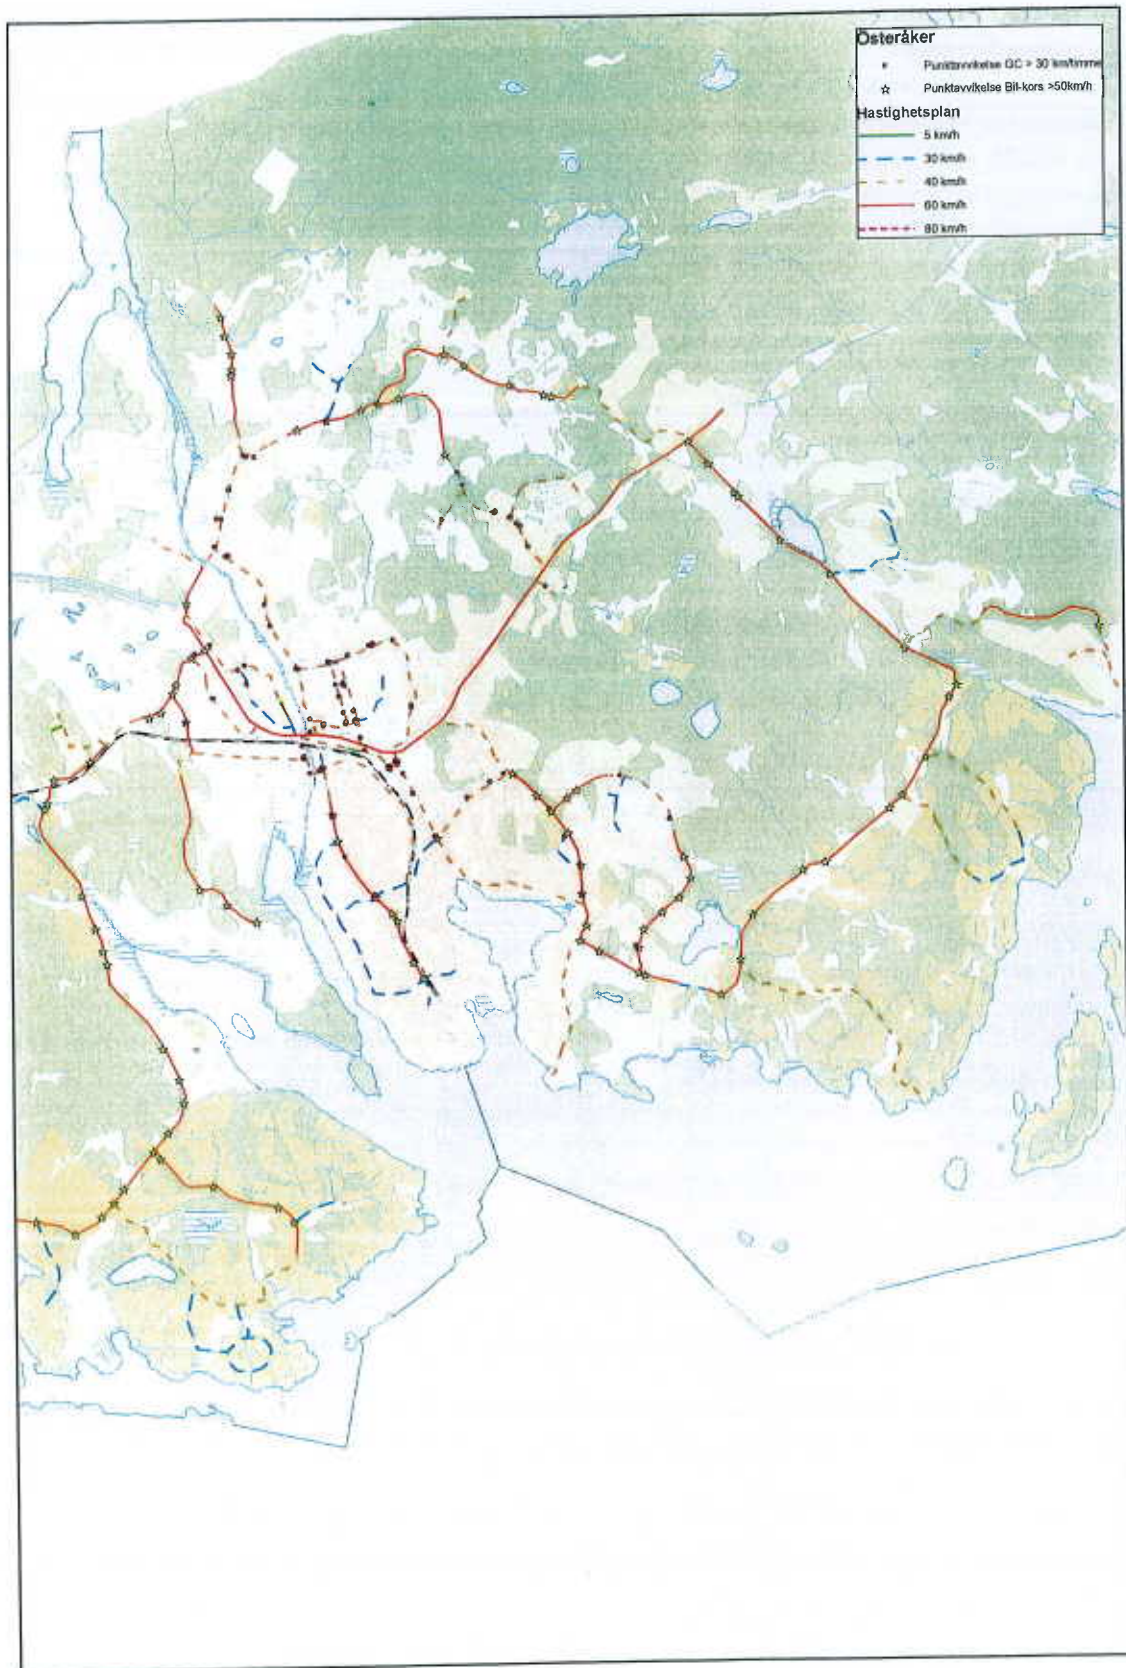 Österåker
Punktavvikelse GC > 30 km/timme
Punktavvikelse Bil-kors >50km/h
Hastighetsplan
5 km/h
30 km/h
40 km/h
60 km/h
80 km/h